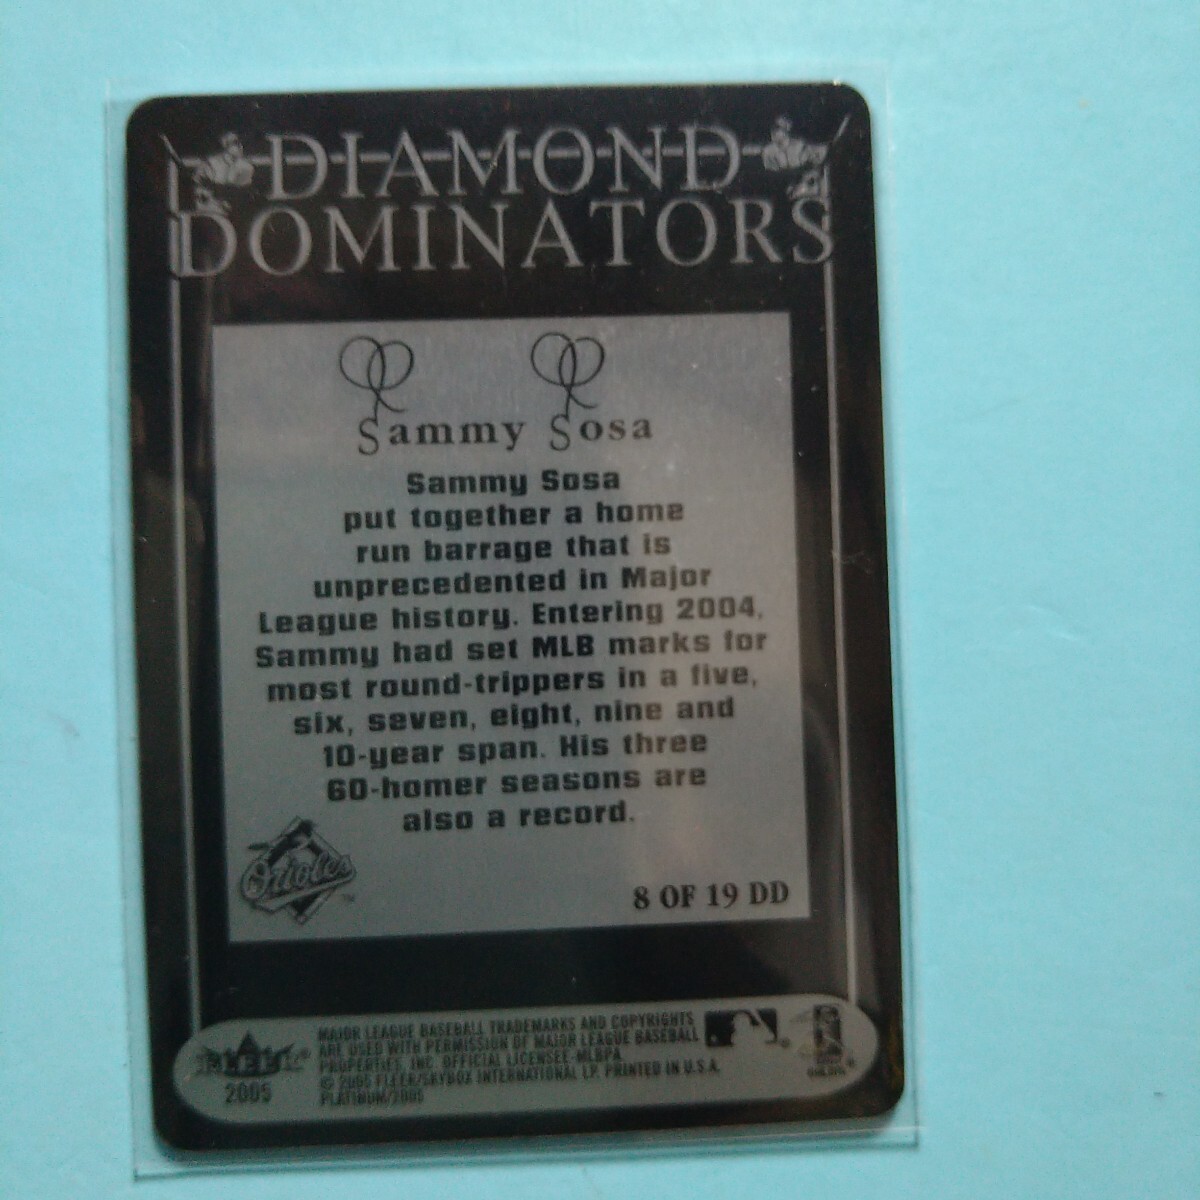 DIAMOND
DOMINATORS
Sammy Sosa
Sammy Sosa
put together a home
run barrage that is
unprecedented in Major
League history. Entering 2004,
Sammy had set MLB marks for
most round-trippers in a five,
six, seven, eight, nine and
10-year span. His three
60-homer seasons are
also a record.
Orioles ™
8 OF 19 DD
FLEER®
2005
MAJOR LEAGUE BASEBALL TRADEMARKS AND COPYRIGHTS
ARE USED WITH PERMISSION OF MAJOR LEAGUE BASEBALL
PROPERTIES, INC. OFFICIAL LICENSEE-MLBPA
© 2005 FLEER/SKYBOX INTERNATIONAL LP. PRINTED IN U.S.A.
PLATINUM/2005